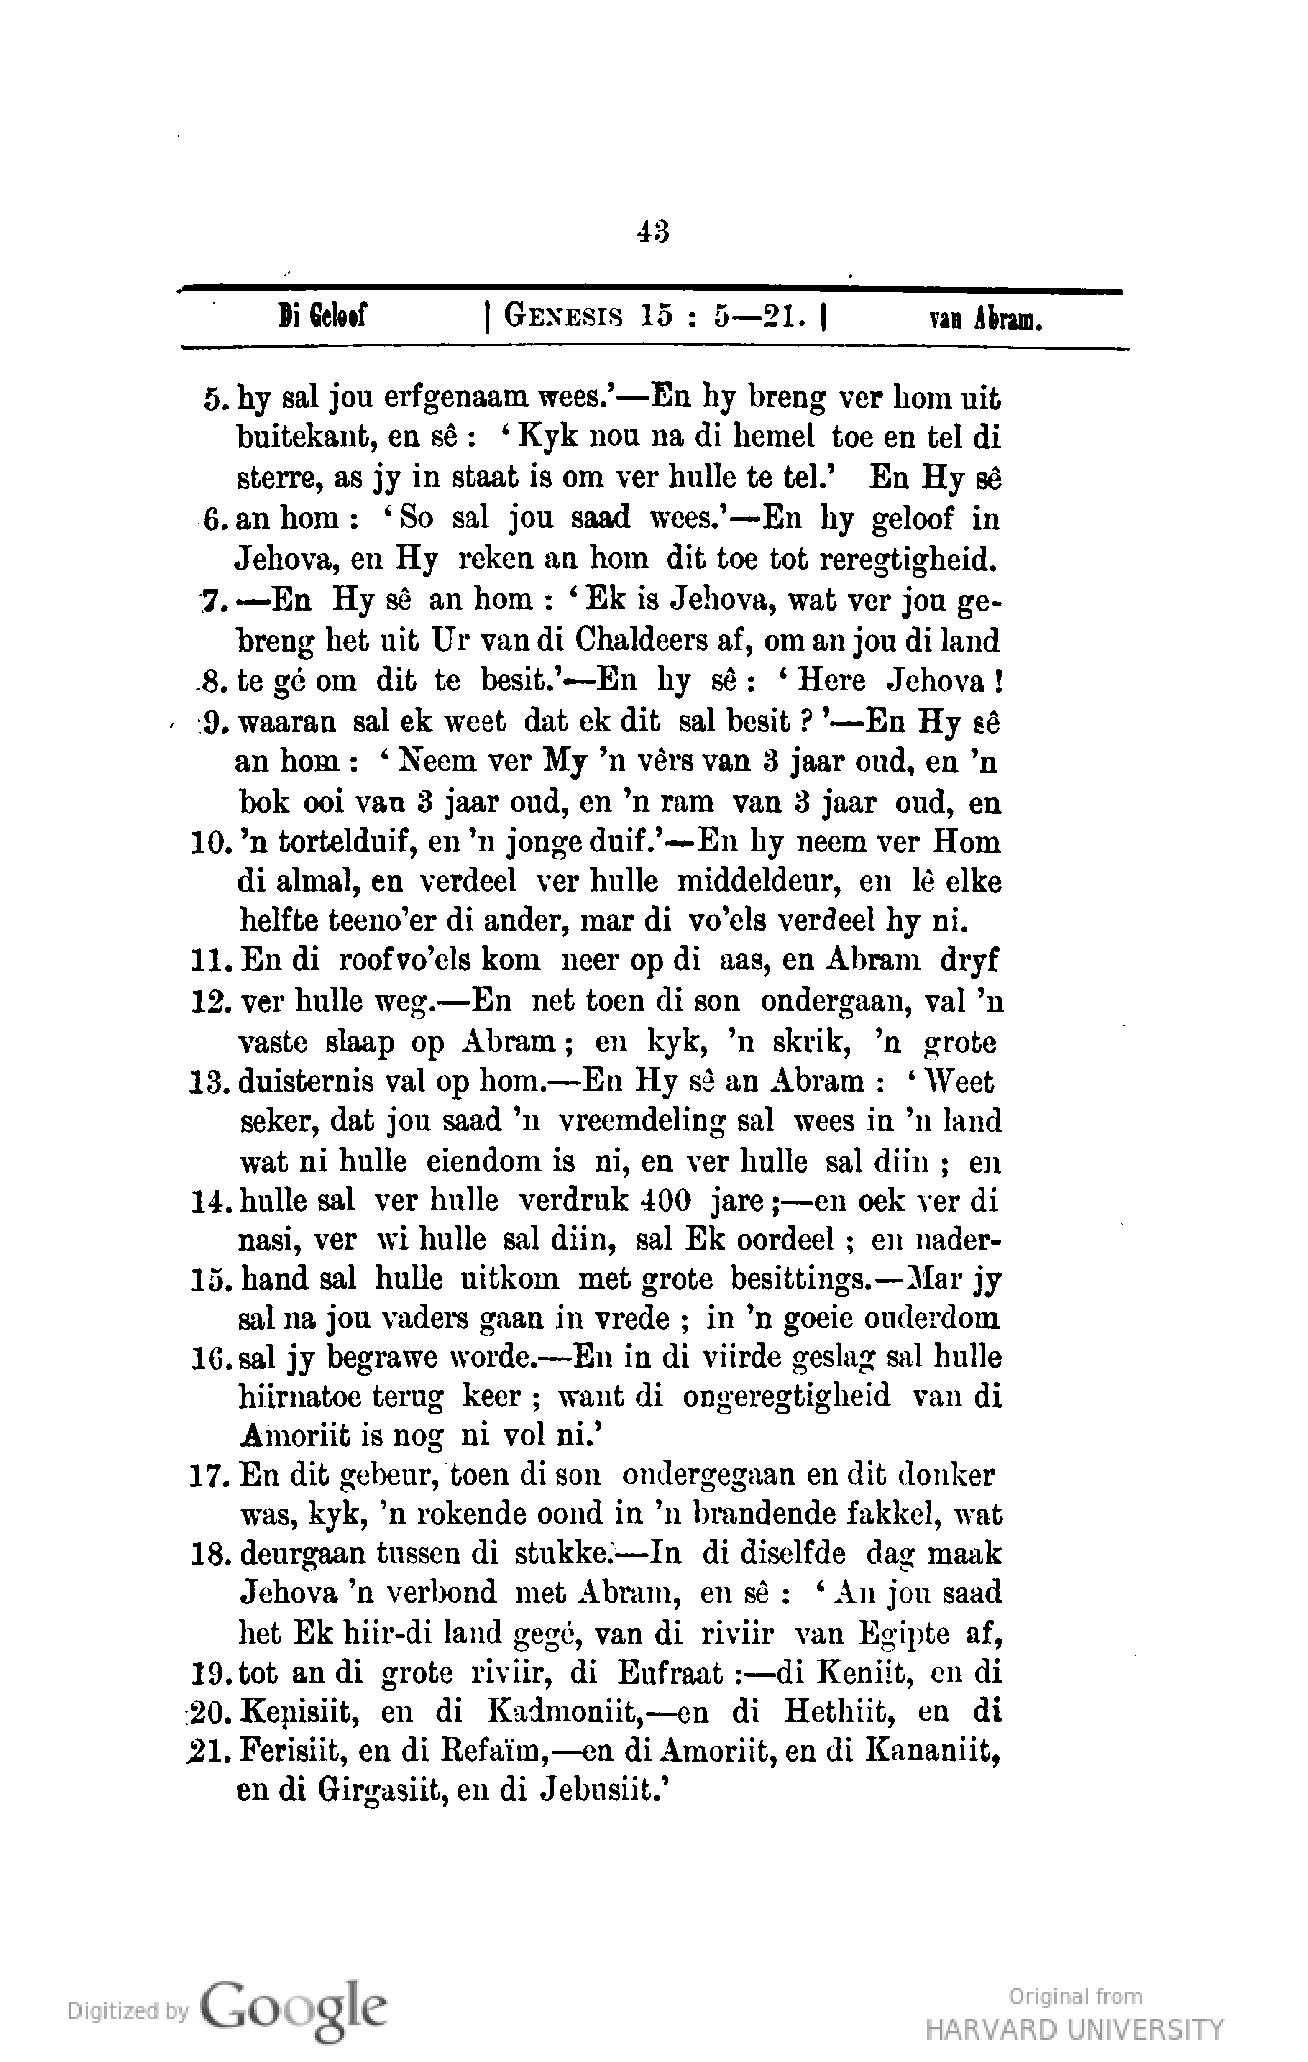 43
Di Geloof | GENESIS 15 : 5—21. | van Abram.
5. hy sal jou erfgenaam wees.’—En hy breng ver hom uit
buitekant, en sê : ‘ Kyk nou na di hemel toe en tel di
sterre, as jy in staat is om ver hulle te tel.’ En Hy sê
6. an hom : ‘ So sal jou saad wees.’—En hy geloof in
Jehova, en Hy reken an hom dit toe tot reregtigheid.
7. —En Hy sê an hom : ‘ Ek is Jehova, wat ver jou ge-
breng het uit Ur van di Chaldeers af, om an jou di land
8. te gé om dit te besit.’—En hy sê : ‘ Here Jehova !
9. waaran sal ek weet dat ek dit sal besit ? ’—En Hy sê
an hom : ‘ Neem ver My ’n vêrs van 3 jaar oud, en ’n
bok ooi van 3 jaar oud, en ’n ram van 3 jaar oud, en
10. ’n tortelduif, en ’n jonge duif.’—En hy neem ver Hom
di almal, en verdeel ver hulle middeldeur, en lê elke
helfte teeno’er di ander, mar di vo’els verdeel hy ni.
11. En di roofvo’els kom neer op di aas, en Abram dryf
12. ver hulle weg.—En net toen di son ondergaan, val ’n
vaste slaap op Abram ; en kyk, ’n skrik, ’n grote
13. duisternis val op hom.—En Hy sê an Abram : ‘ Weet
seker, dat jou saad ’n vreemdeling sal wees in ’n land
wat ni hulle eiendom is ni, en ver hulle sal diin ; en
14. hulle sal ver hulle verdruk 400 jare ;—en oek ver di
nasi, ver wi hulle sal diin, sal Ek oordeel ; en nader-
15. hand sal hulle uitkom met grote besittings.—Mar jy
sal na jou vaders gaan in vrede ; in ’n goeie ouderdom
16. sal jy begrawe worde.—En in di viirde geslag sal hulle
hiirnatoe terug keer ; want di ongeregtigheid van di
Amoriit is nog ni vol ni.’
17. En dit gebeur, toen di son ondergegaan en dit donker
was, kyk, ’n rokende oond in ’n brandende fakkel, wat
18. deurgaan tussen di stukke.—In di diselfde dag maak
Jehova ’n verbond met Abram, en sê : ‘ An jou saad
het Ek hiir-di land gegé, van di riviir van Egipte af,
19. tot an di grote riviir, di Eufraat :—di Keniit, en di
20. Kenisiit, en di Kadmoniit,—en di Hethiit, en di
21. Ferisiit, en di Refaïm,—en di Amoriit, en di Kananiit,
en di Girgasiit, en di Jebusiit.’
Digitized by Google
Original from
HARVARD UNIVERSITY